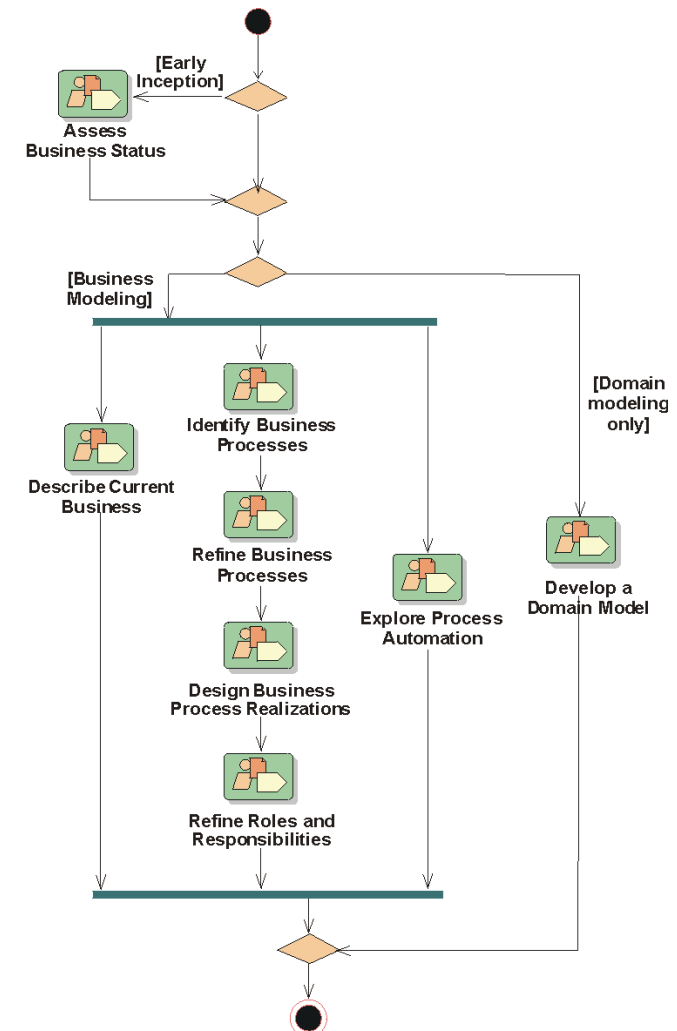 [Early
Inception]
Assess
Business Status
[Business
Modeling]
[Domain
modeling
only]
Identify Business
Processes
Describe Current
Business
Refine Business
Processes
Explore Process
Automation
Develop a
Domain Model
Design Business
Process Realizations
Refine Roles and
Responsibilities